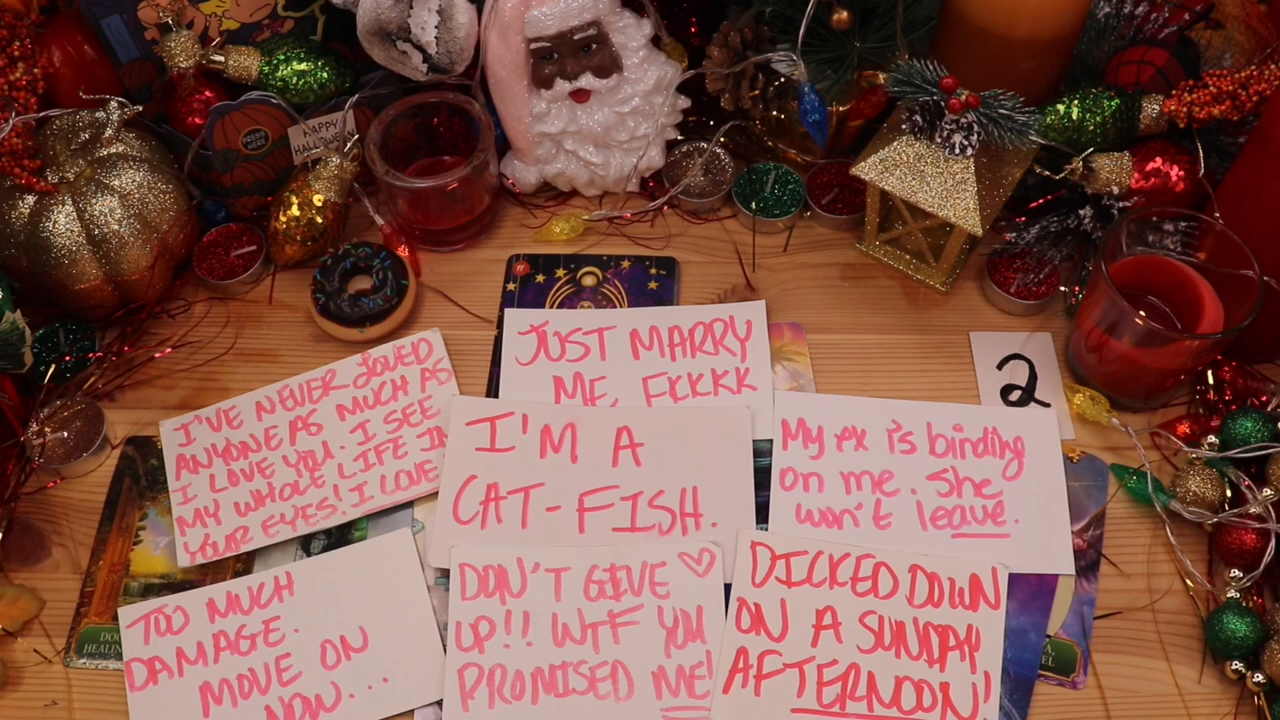 HAPPY
HALLOWEEN
JUST MARRY
ME, FKKKK
2
I'VE NEVER LOVED
ANYONE AS MUCH AS
I LOVE YOU. I SEE
MY WHOLE LIFE IN
YOUR EYES! I LOVE
I'M A
CAT-FISH.
My ex is binding
on me. She
won't leave.
TOO MUCH
DAMAGE.
MOVE ON
NOW...
DON'T GIVE
UP!! WTF YOU
PROMISED ME!
DICKED DOWN
ON A SUNDAY
AFTERNOON!